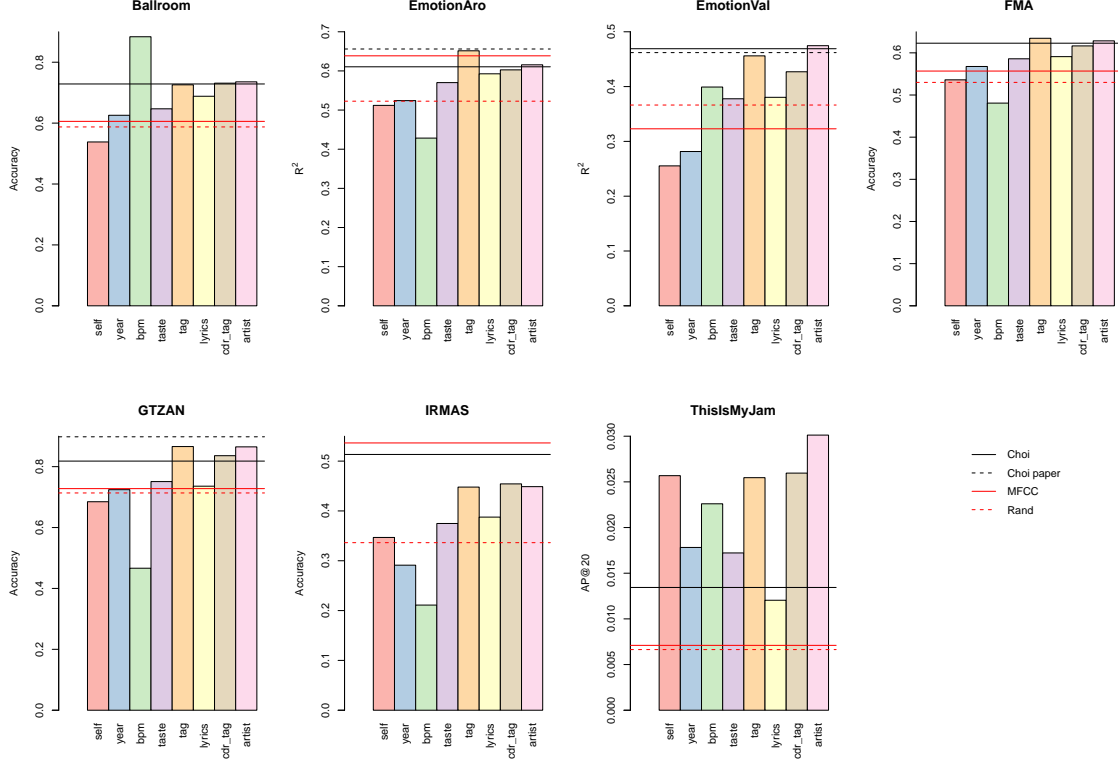 Ballroom
Accuracy
0.0
0.2
0.4
0.6
0.8
self
year
bpm
taste
tag
lyrics
cdr_tag
artist
EmotionAro
R2
0.0
0.1
0.2
0.3
0.4
0.5
0.6
0.7
self
year
bpm
taste
tag
lyrics
cdr_tag
artist
EmotionVal
R2
0.0
0.1
0.2
0.3
0.4
0.5
self
year
bpm
taste
tag
lyrics
cdr_tag
artist
FMA
Accuracy
0.0
0.1
0.2
0.3
0.4
0.5
0.6
self
year
bpm
taste
tag
lyrics
cdr_tag
artist
GTZAN
Accuracy
0.0
0.2
0.4
0.6
0.8
self
year
bpm
taste
tag
lyrics
cdr_tag
artist
IRMAS
Accuracy
0.0
0.1
0.2
0.3
0.4
0.5
self
year
bpm
taste
tag
lyrics
cdr_tag
artist
ThisIsMyJam
AP@20
0.000
0.005
0.010
0.015
0.020
0.025
0.030
self
year
bpm
taste
tag
lyrics
cdr_tag
artist
Choi
Choi paper
MFCC
Rand